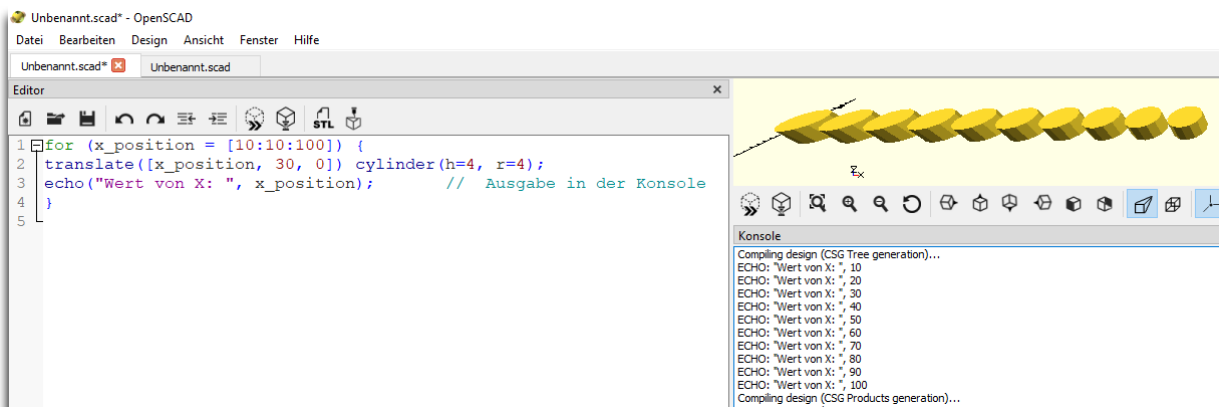 Unbenannt.scad* - OpenSCAD
Datei Bearbeiten Design Ansicht Fenster Hilfe
Unbenannt.scad* Unbenannt.scad
Editor
STL
1 for (x_position = [10:10:100]) {
2 translate([x_position, 30, 0]) cylinder(h=4, r=4);
3 echo("Wert von X: ", x_position); // Ausgabe in der Konsole
4 }
5
Konsole
Compiling design (CSG Tree generation)...
ECHO: "Wert von X: ", 10
ECHO: "Wert von X: ", 20
ECHO: "Wert von X: ", 30
ECHO: "Wert von X: ", 40
ECHO: "Wert von X: ", 50
ECHO: "Wert von X: ", 60
ECHO: "Wert von X: ", 70
ECHO: "Wert von X: ", 80
ECHO: "Wert von X: ", 90
ECHO: "Wert von X: ", 100
Compiling design (CSG Products generation)...